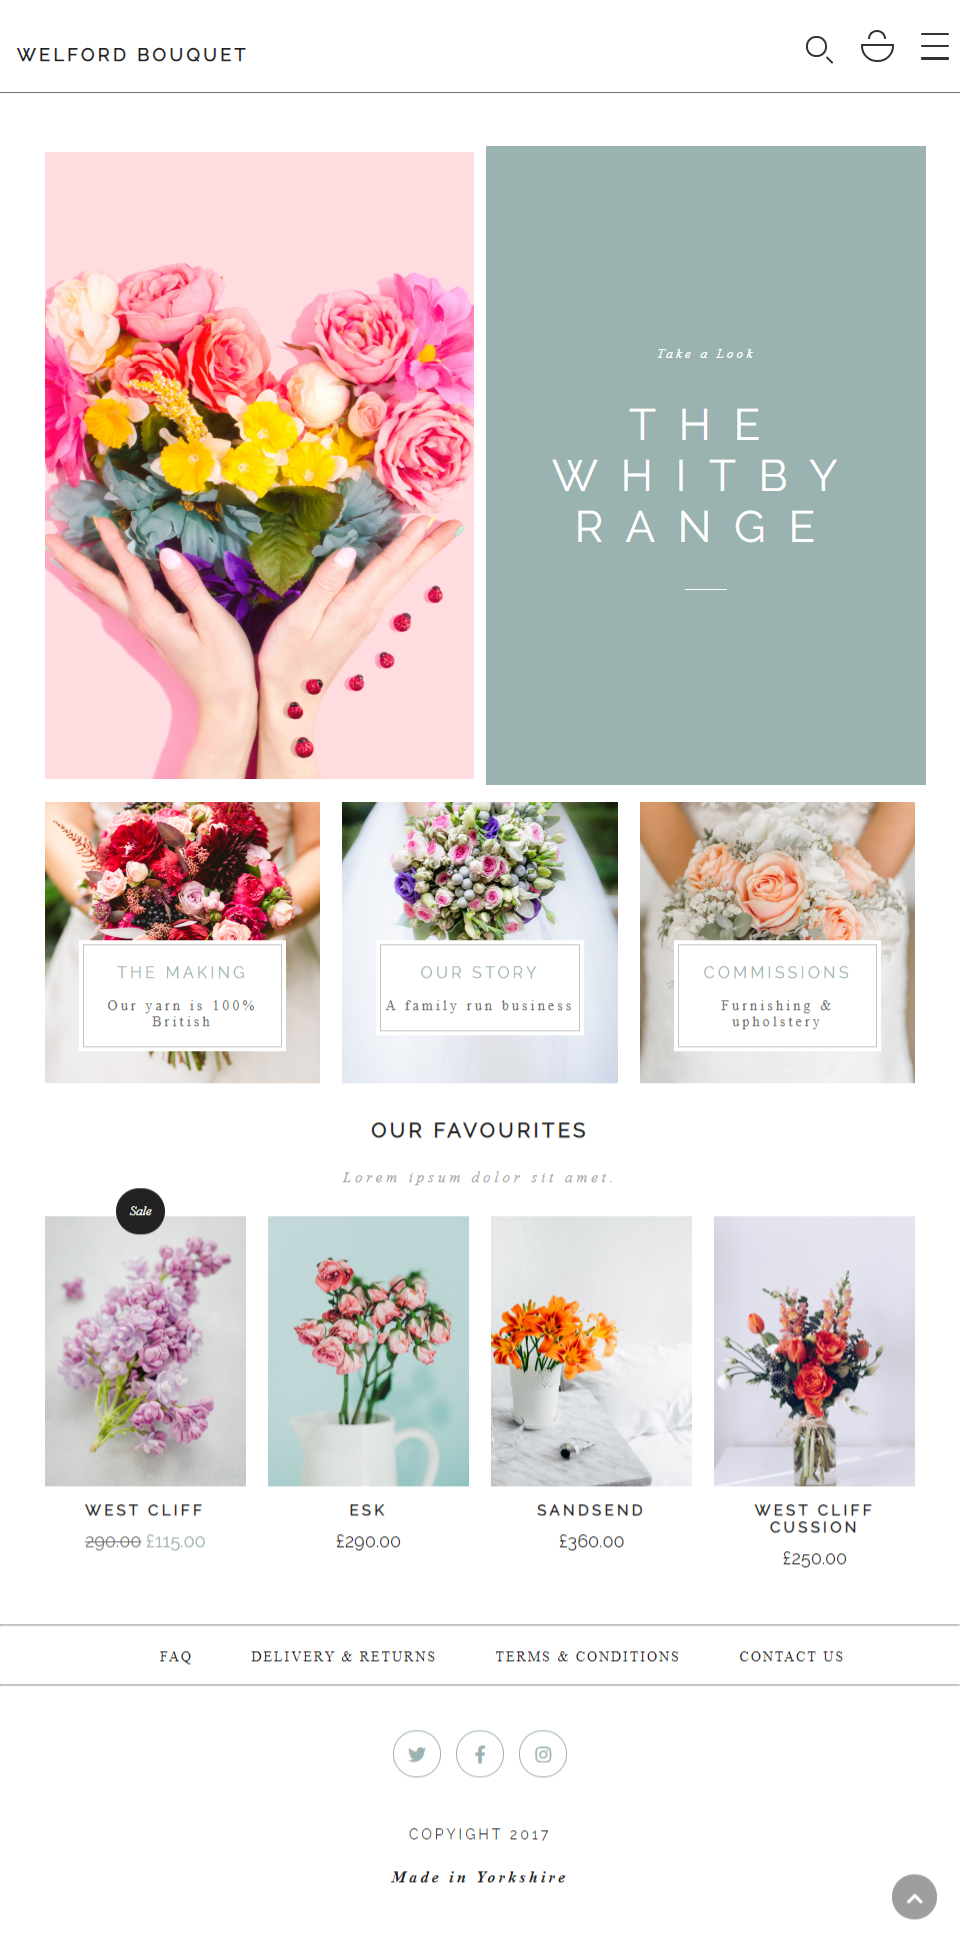 WELFORD BOUQUET
Take a Look
THE
WHITBY
RANGE
THE MAKING
Our yarn is 100%
British
OUR STORY
A family run business
COMMISSIONS
Furnishing &
upholstery
OUR FAVOURITES
Lorem ipsum dolor sit amet.
Sale
WEST CLIFF
290.00 £115.00
ESK
£290.00
SANDSEND
£360.00
WEST CLIFF
CUSSION
£250.00
FAQ DELIVERY & RETURNS TERMS & CONDITIONS CONTACT US
COPYIGHT 2017
Made in Yorkshire